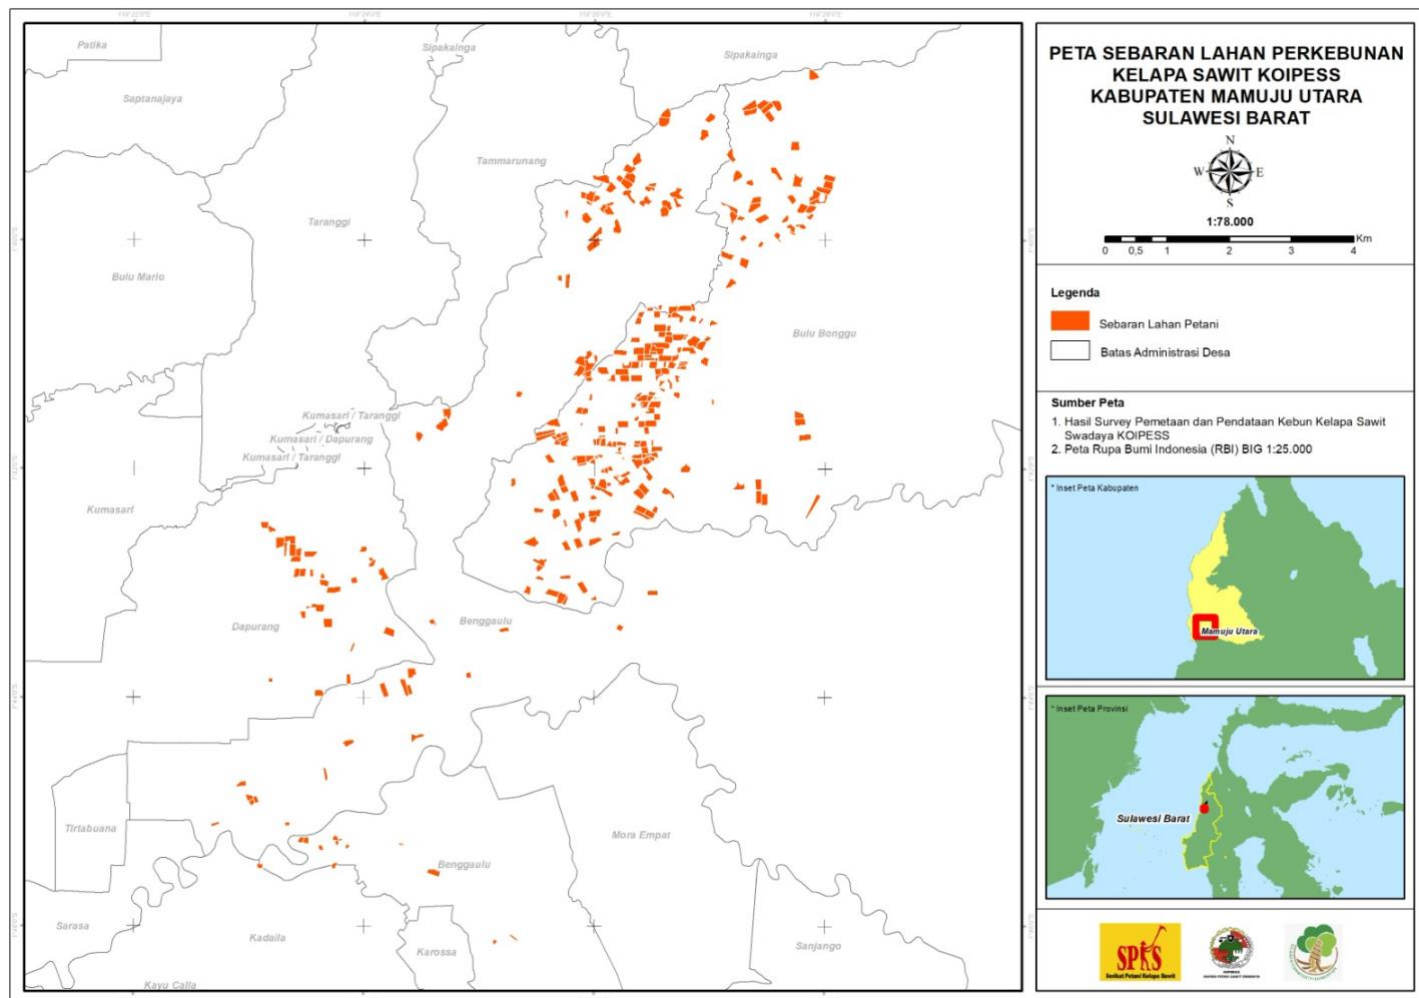 Patika
Sipakainga
Sipakainga
Saptanajaya
Tammarunang
Taranggi
Bulu Mario
Bulu Bonggu
Kumasari / Taranggi
Kumasari / Dapurang
Kumasari / Taranggi
Kumasari
Dapurang
Benggaulu
Tirtabuana
Mora Empat
Benggaulu
Sarasa
Kadaila
Karossa
Sanjango
Kayu Calla
PETA SEBARAN LAHAN PERKEBUNAN
KELAPA SAWIT KOIPESS
KABUPATEN MAMUJU UTARA
SULAWESI BARAT
N
W E
S
1:78.000
Km
0 0,5 1 2 3 4
Legenda
Sebaran Lahan Petani
Batas Administrasi Desa
Sumber Peta
1. Hasil Survey Pemetaan dan Pendataan Kebun Kelapa Sawit
Swadaya KOIPESS
2. Peta Rupa Bumi Indonesia (RBI) BIG 1:25.000
* Inset Peta Kabupaten
Mamuju Utara
* Inset Peta Provinsi
Sulawesi Barat
SPKS
Serikat Petani Kelapa Sawit